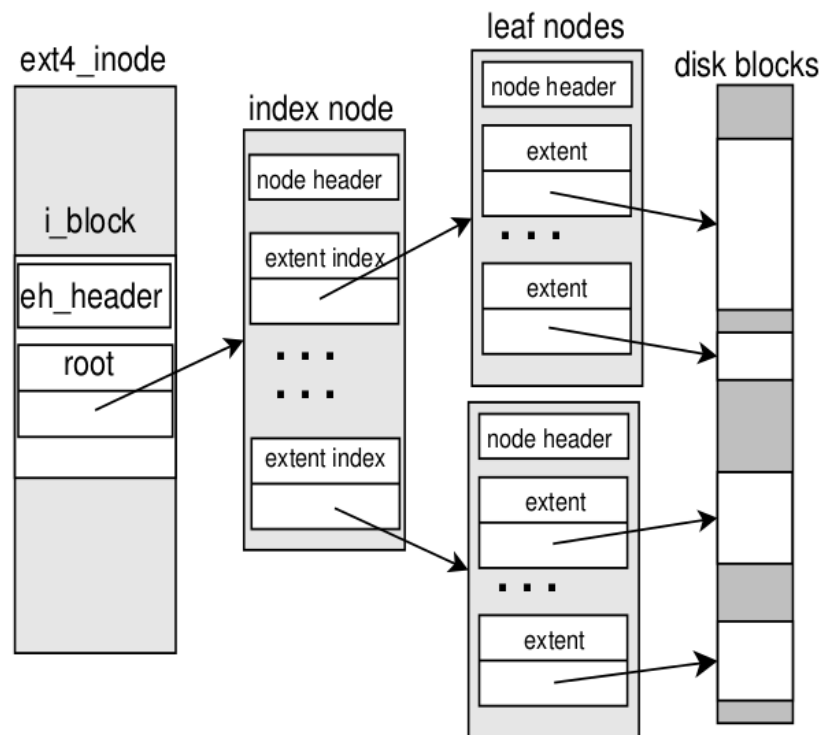 ext4_inode
i_block
eh_header
root
index node
node header
extent index
. . .
. . .
extent index
leaf nodes
node header
extent
. . .
extent
node header
extent
. . .
extent
disk blocks